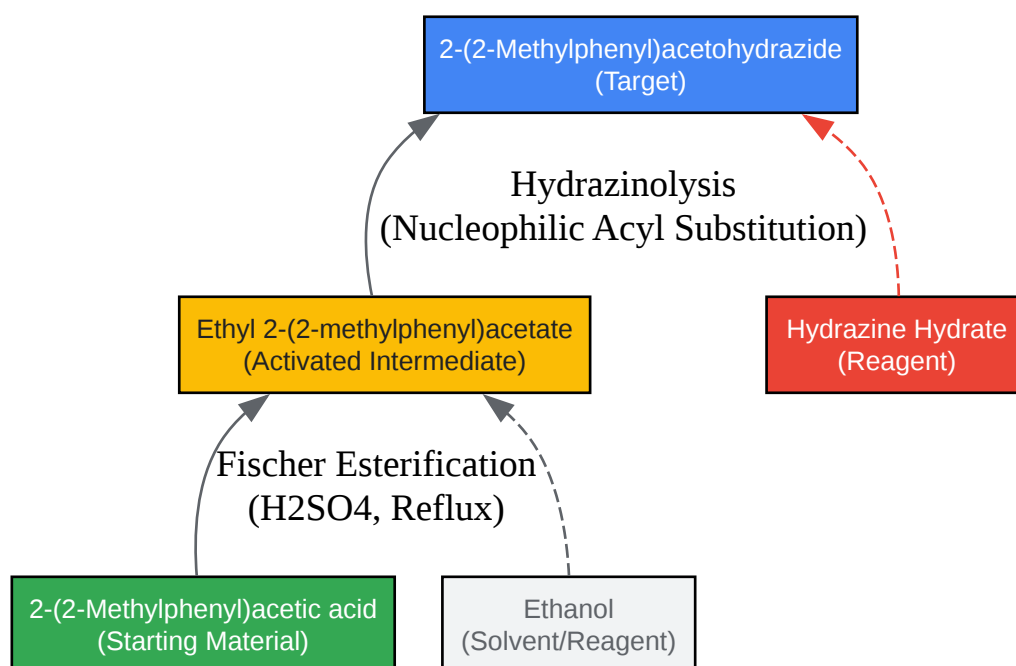 2-(2-Methylphenyl)acetohydrazide
(Target)
Hydrazinolysis
(Nucleophilic Acyl Substitution)
Ethyl 2-(2-methylphenyl)acetate
(Activated Intermediate)
Hydrazine Hydrate
(Reagent)
Fischer Esterification
(H2SO4, Reflux)
2-(2-Methylphenyl)acetic acid
(Starting Material)
Ethanol
(Solvent/Reagent)